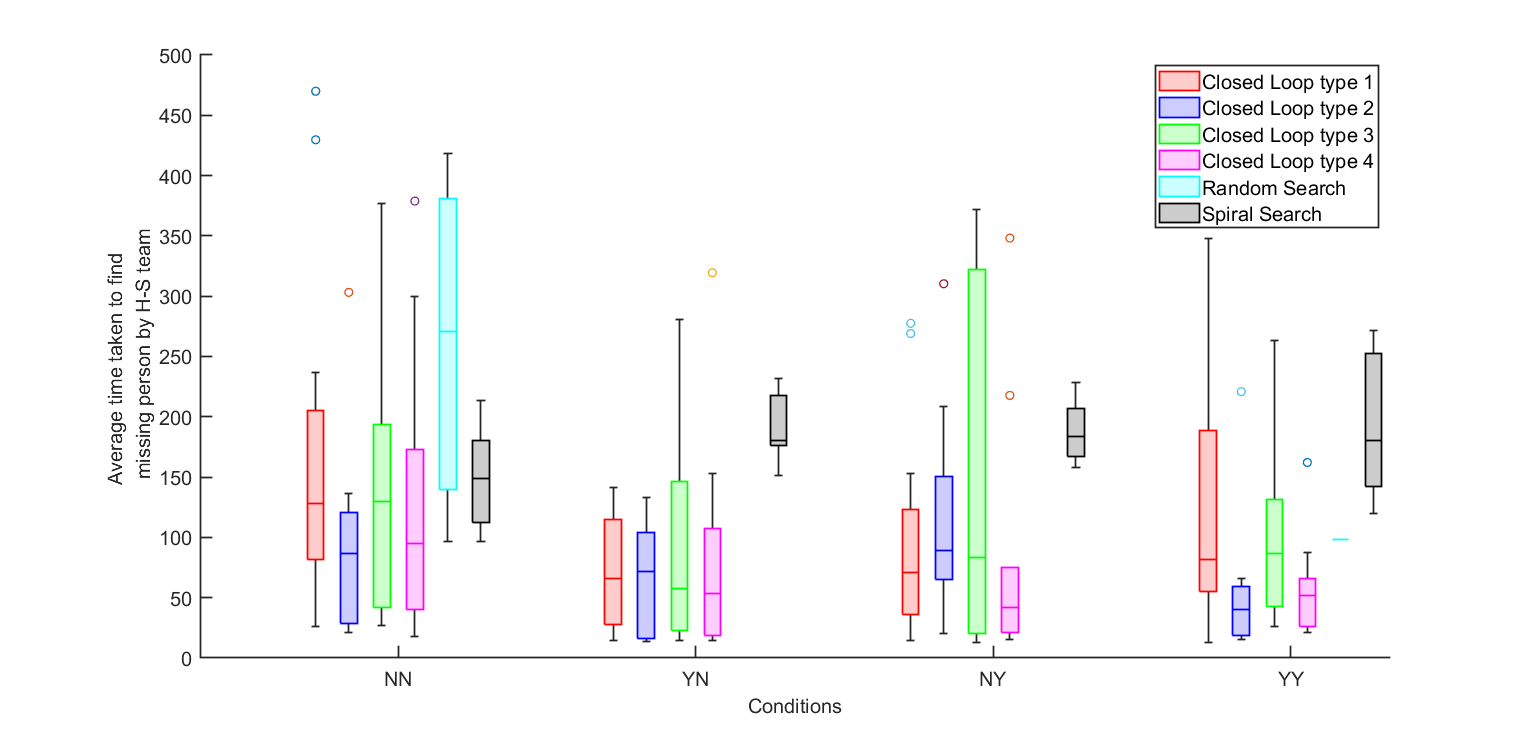 500
450
400
350
300
250
200
150
100
50
0
Average time taken to find
missing person by H-S team
NN
YN
NY
YY
Conditions
Closed Loop type 1
Closed Loop type 2
Closed Loop type 3
Closed Loop type 4
Random Search
Spiral Search